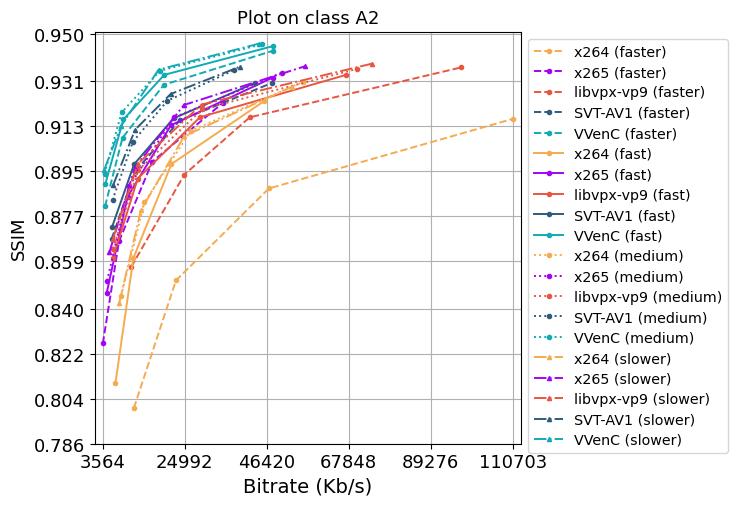 Plot on class A2
0.950
0.931
0.913
0.895
0.877
0.859
0.840
0.822
0.804
0.786
SSIM
3564 24992 46420 67848 89276 110703
Bitrate (Kb/s)
x264 (faster)
x265 (faster)
libvpx-vp9 (faster)
SVT-AV1 (faster)
VVenC (faster)
x264 (fast)
x265 (fast)
libvpx-vp9 (fast)
SVT-AV1 (fast)
VVenC (fast)
x264 (medium)
x265 (medium)
libvpx-vp9 (medium)
SVT-AV1 (medium)
VVenC (medium)
x264 (slower)
x265 (slower)
libvpx-vp9 (slower)
SVT-AV1 (slower)
VVenC (slower)